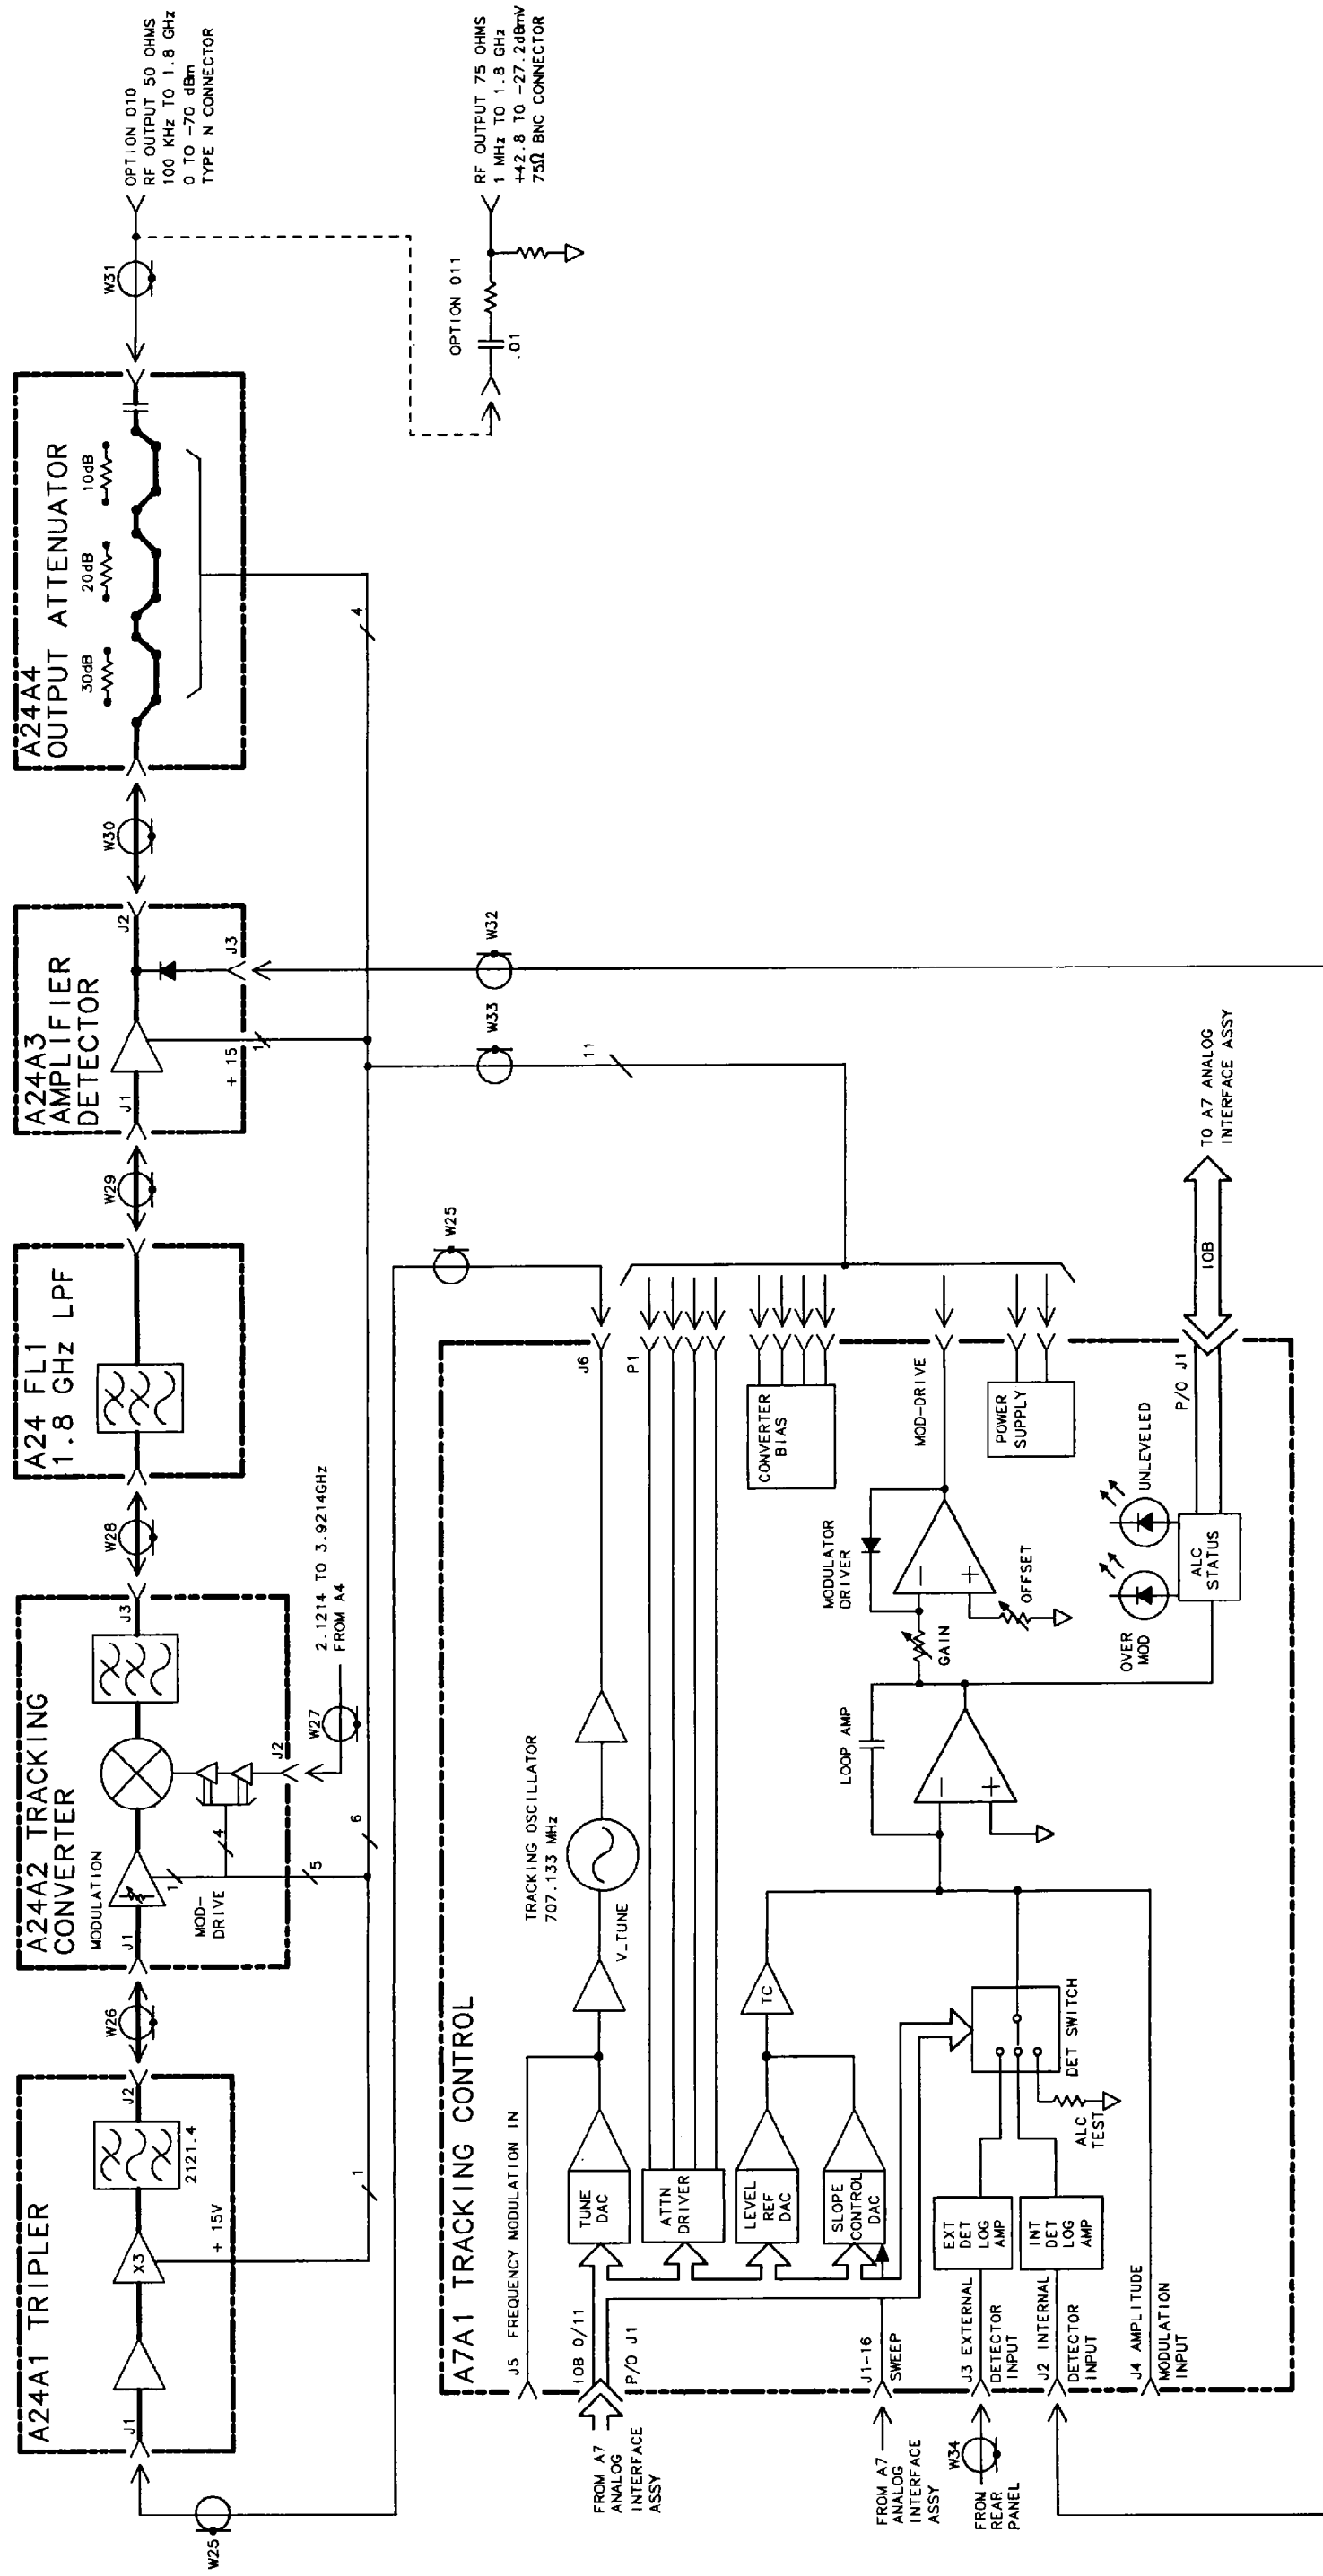 A24A1 TRIPLER
J1
X3
+ 15V
2121.4
J2
W25
W26
1
A24A2 TRACKING
CONVERTER
MODULATION
J1
1
MOD-
DRIVE
4
5
6
J2
J3
W27
2.1214 TO 3.9214GHz
FROM A4
W28
A24 FL1
1.8 GHz LPF
W29
A24A3
AMPLIFIER
DETECTOR
J1
+ 15
1
J2
J3
W30
A24A4
OUTPUT ATTENUATOR
30dB
20dB
10dB
4
W31
OPTION 010
RF OUTPUT 50 OHMS
100 KHz TO 1.8 GHz
0 TO -70 dBm
TYPE N CONNECTOR
OPTION 011
.01
RF OUTPUT 75 OHMS
1 MHz TO 1.8 GHz
+42.8 TO -27.2dBmV
75Ω BNC CONNECTOR
W25
W33
W32
11
A7A1 TRACKING CONTROL
J5 FREQUENCY MODULATION IN
IOB 0/11
P/O J1
FROM A7
ANALOG
INTERFACE
ASSY
TUNE
DAC
V_TUNE
TRACKING OSCILLATOR
707.133 MHz
J6
P1
ATTN
DRIVER
LEVEL
REF
DAC
SLOPE
CONTROL
DAC
TC
CONVERTER
BIAS
MOD-DRIVE
POWER
SUPPLY
MODULATOR
DRIVER
GAIN
OFFSET
LOOP AMP
J1-16
SWEEP
FROM A7
ANALOG
INTERFACE
ASSY
J3 EXTERNAL
DETECTOR
INPUT
W34
FROM
REAR
PANEL
J2 INTERNAL
DETECTOR
INPUT
J4 AMPLITUDE
MODULATION
INPUT
EXT
DET
LOG
AMP
INT
DET
LOG
AMP
ALC
TEST
DET SWITCH
OVER
MOD
UNLEVELED
ALC
STATUS
P/O J1
IOB
TO A7 ANALOG
INTERFACE ASSY